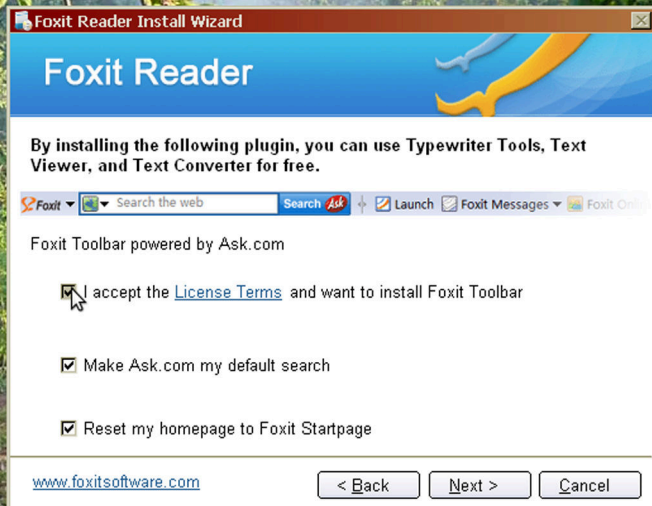 Foxit Reader Install Wizard
Foxit Reader
By installing the following plugin, you can use Typewriter Tools, Text
Viewer, and Text Converter for free.
Foxit Search the web Search Ask Launch Foxit Messages Foxit
Foxit Toolbar powered by Ask.com
I accept the License Terms and want to install Foxit Toolbar
Make Ask.com my default search
Reset my homepage to Foxit Startpage
www.foxitsoftware.com < Back Next > Cancel